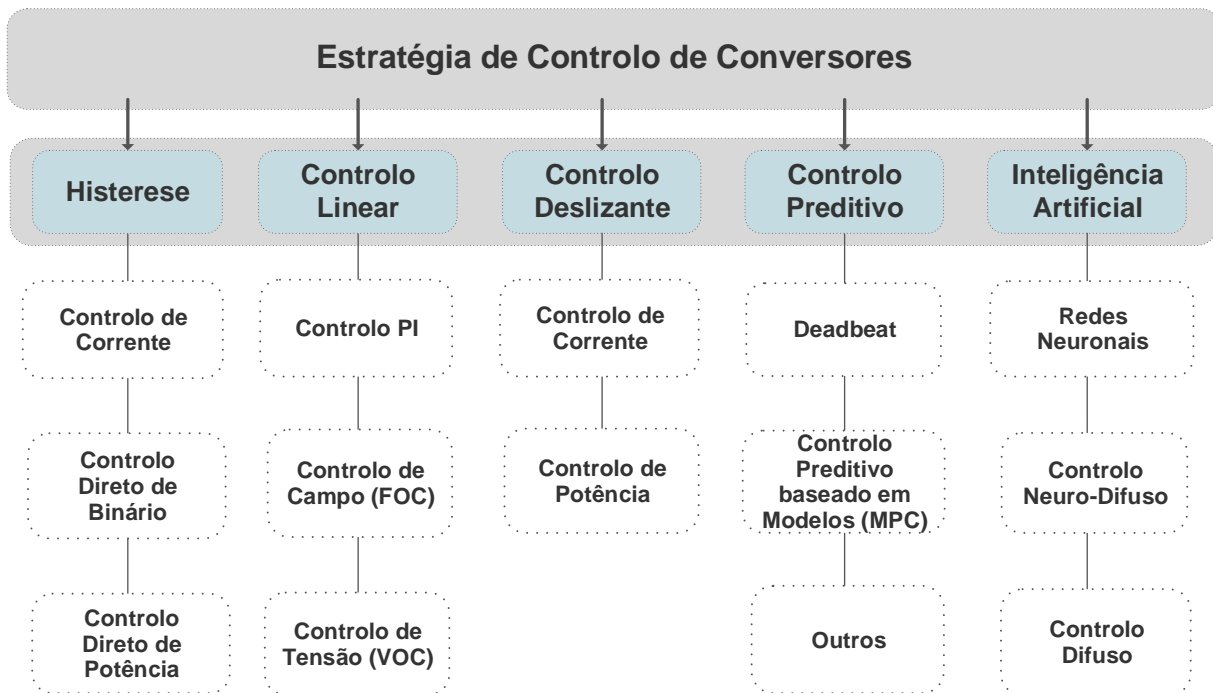 Estratégia de Controlo de Conversores
Histerese
Controlo
Linear
Controlo
Deslizante
Controlo
Preditivo
Inteligência
Artificial
Controlo de
Corrente
Controlo PI
Controlo de
Corrente
Deadbeat
Redes
Neuronais
Controlo
Direto de
Binário
Controlo de
Campo (FOC)
Controlo de
Potência
Controlo
Preditivo
baseado em
Modelos (MPC)
Controlo
Neuro-Difuso
Controlo
Direto de
Potência
Controlo de
Tensão (VOC)
Outros
Controlo
Difuso